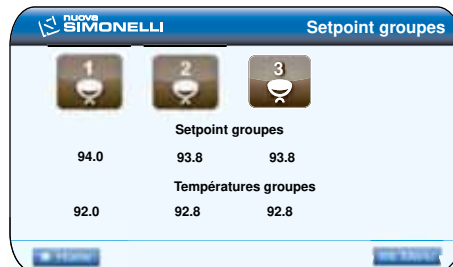 nuova
SIMONELLI
Setpoint groupes
1 2 3
Setpoint groupes
94.0 93.8 93.8
Températures groupes
92.0 92.8 92.8
Home